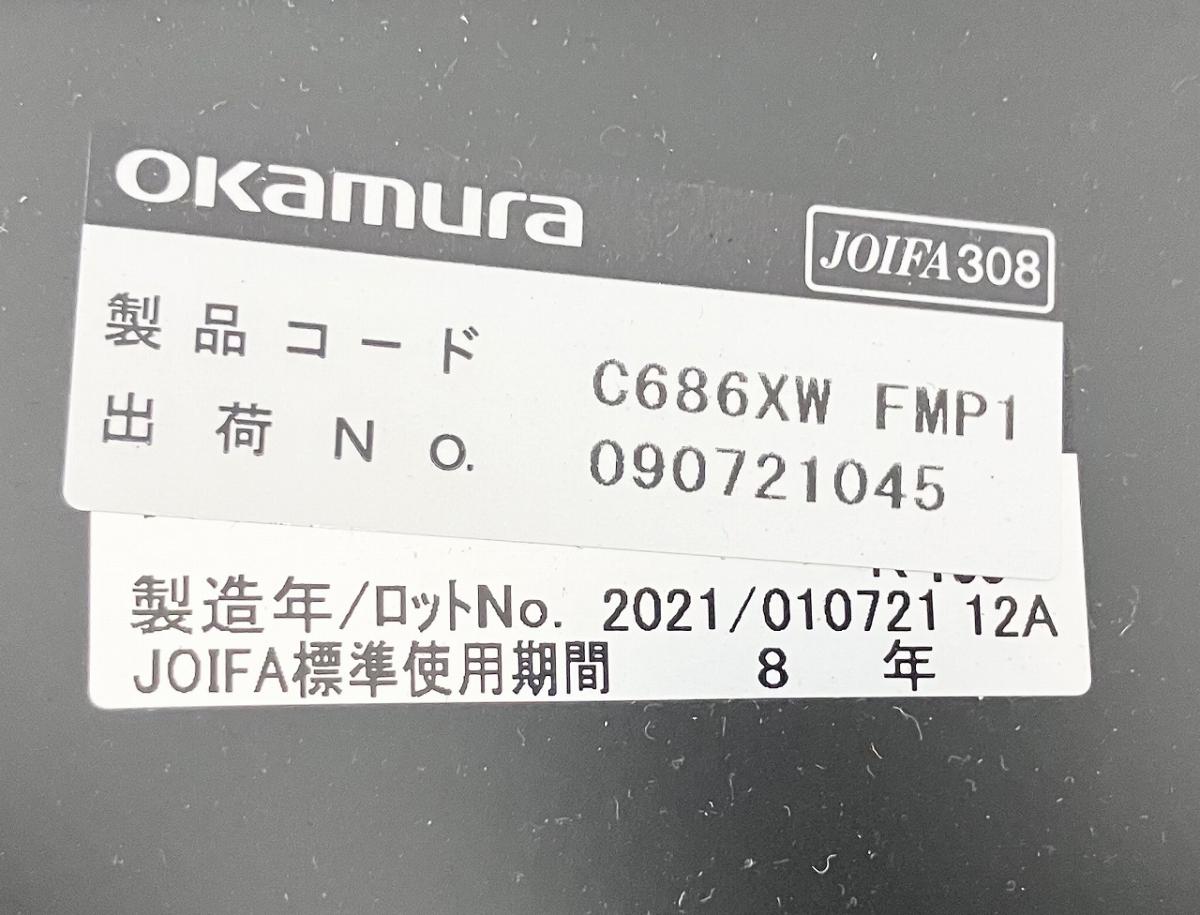 okamura
JOIFA308
製品コード C686XW FMP1
出荷No. 090721045
製造年/ロットNo. 2021/010721 12A
JOIFA標準使用期間 8 年